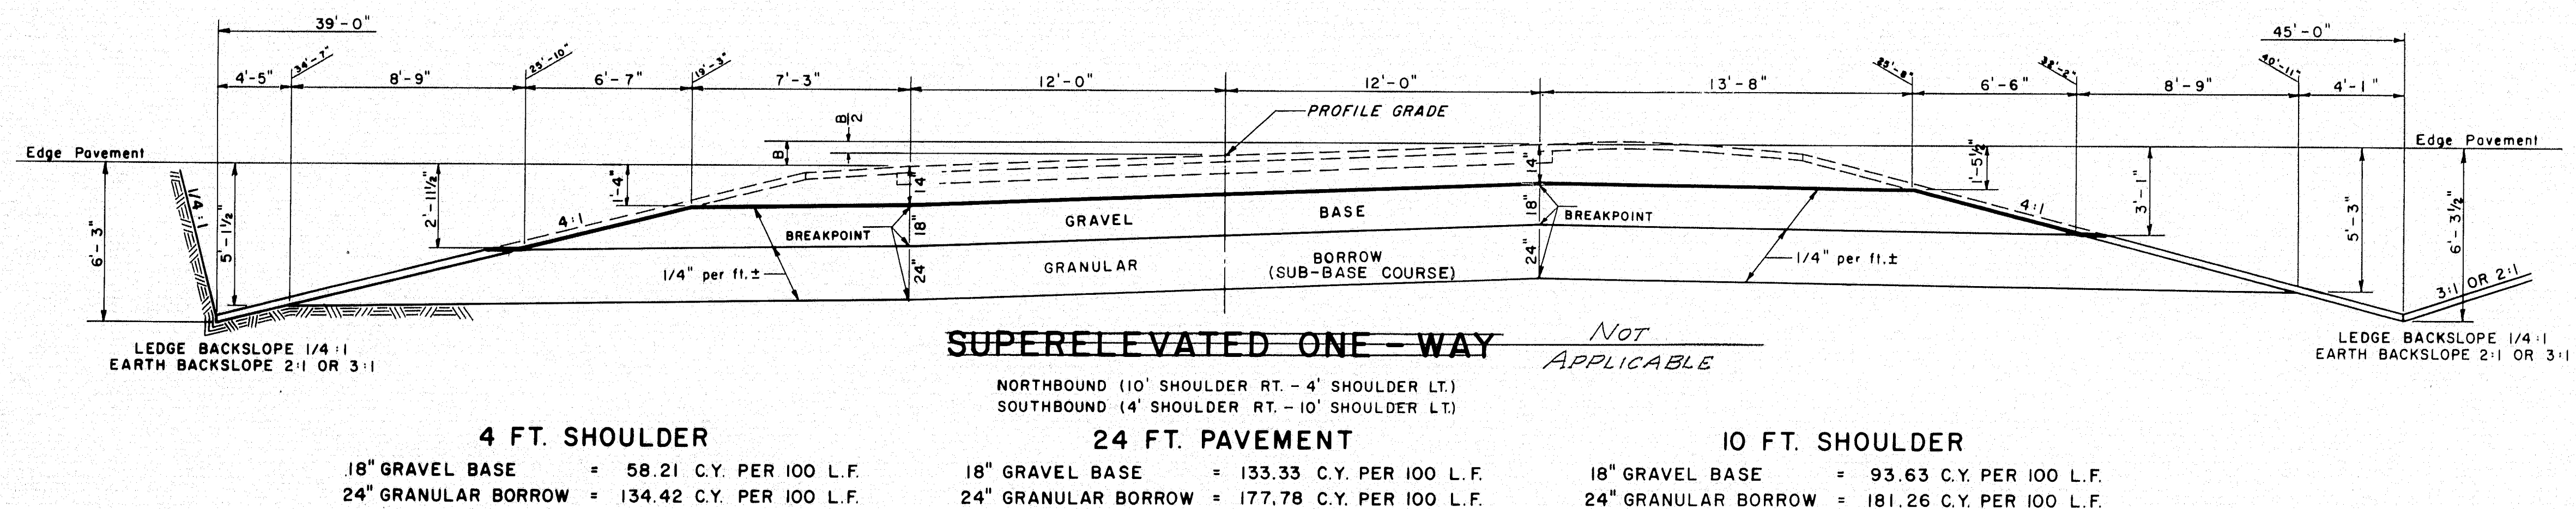 39'-0"
45'-0"
4'-5"
34'-7"
8'-9"
25'-10"
6'-7"
19'-3"
7'-3"
12'-0"
12'-0"
13'-8"
25'-8"
6'-6"
32'-2"
8'-9"
40'-11"
4'-1"
B
B/2
PROFILE GRADE
Edge Pavement
Edge Pavement
1/4:1
6'-3"
5'-1½"
2'-1½"
1'-4"
4:1
14"
18"
24"
BREAKPOINT
1/4" per ft.±
GRAVEL BASE
GRANULAR BORROW
(SUB-BASE COURSE)
14"
18"
24"
BREAKPOINT
1/4" per ft.±
1'-5½"
4:1
3'-1"
5'-3"
6'-3½"
3:1 OR 2:1
LEDGE BACKSLOPE 1/4:1
EARTH BACKSLOPE 2:1 OR 3:1
SUPERELEVATED ONE-WAY
NOT
APPLICABLE
LEDGE BACKSLOPE 1/4:1
EARTH BACKSLOPE 2:1 OR 3:1
NORTHBOUND (10' SHOULDER RT. - 4' SHOULDER LT.)
SOUTHBOUND (4' SHOULDER RT. - 10' SHOULDER LT.)
4 FT. SHOULDER
18" GRAVEL BASE = 58.21 C.Y. PER 100 L.F.
24" GRANULAR BORROW = 134.42 C.Y. PER 100 L.F.
24 FT. PAVEMENT
18" GRAVEL BASE = 133.33 C.Y. PER 100 L.F.
24" GRANULAR BORROW = 177.78 C.Y. PER 100 L.F.
10 FT. SHOULDER
18" GRAVEL BASE = 93.63 C.Y. PER 100 L.F.
24" GRANULAR BORROW = 181.26 C.Y. PER 100 L.F.